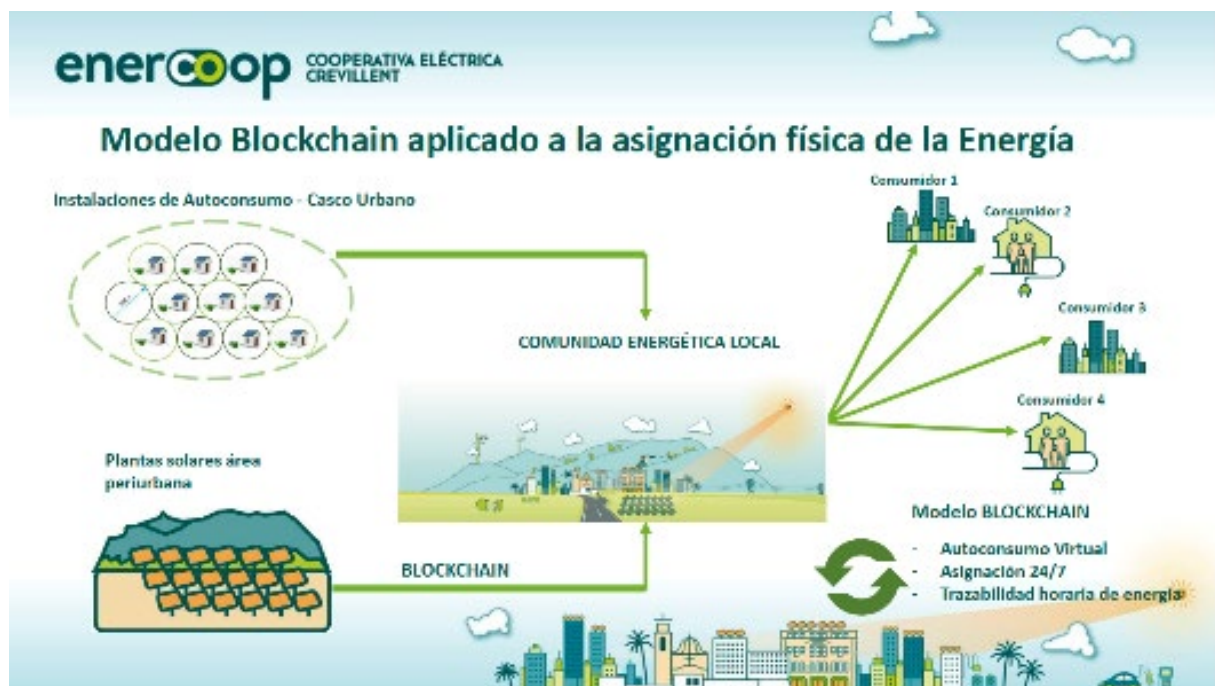 enercoop COOPERATIVA ELÉCTRICA
CREVILLENT
Modelo Blockchain aplicado a la asignación física de la Energía
Instalaciones de Autoconsumo - Casco Urbano
Consumidor 1
Consumidor 2
Consumidor 3
COMUNIDAD ENERGÉTICA LOCAL
Consumidor 4
Plantas solares área
periurbana
BLOCKCHAIN
Modelo BLOCKCHAIN
- Autoconsumo Virtual
- Asignación 24/7
- Trazabilidad horaria de energía